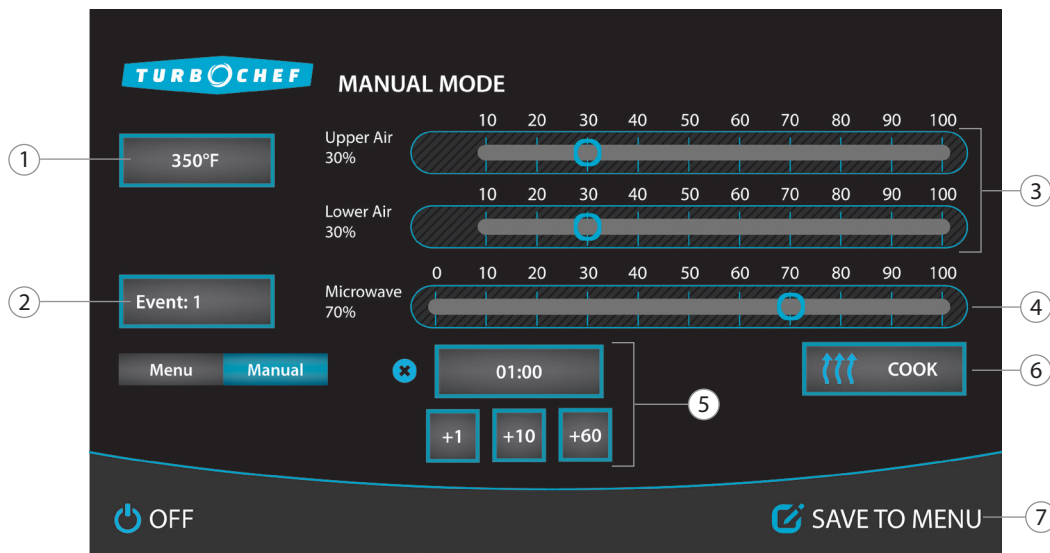 TURBOCHEF
MANUAL MODE
10 20 30 40 50 60 70 80 90 100
Upper Air
30%
1
350°F
3
10 20 30 40 50 60 70 80 90 100
Lower Air
30%
2
Event: 1
0 10 20 30 40 50 60 70 80 90 100
Microwave
70%
4
Menu Manual
01:00
5
COOK
6
+1 +10 +60
OFF
SAVE TO MENU
7